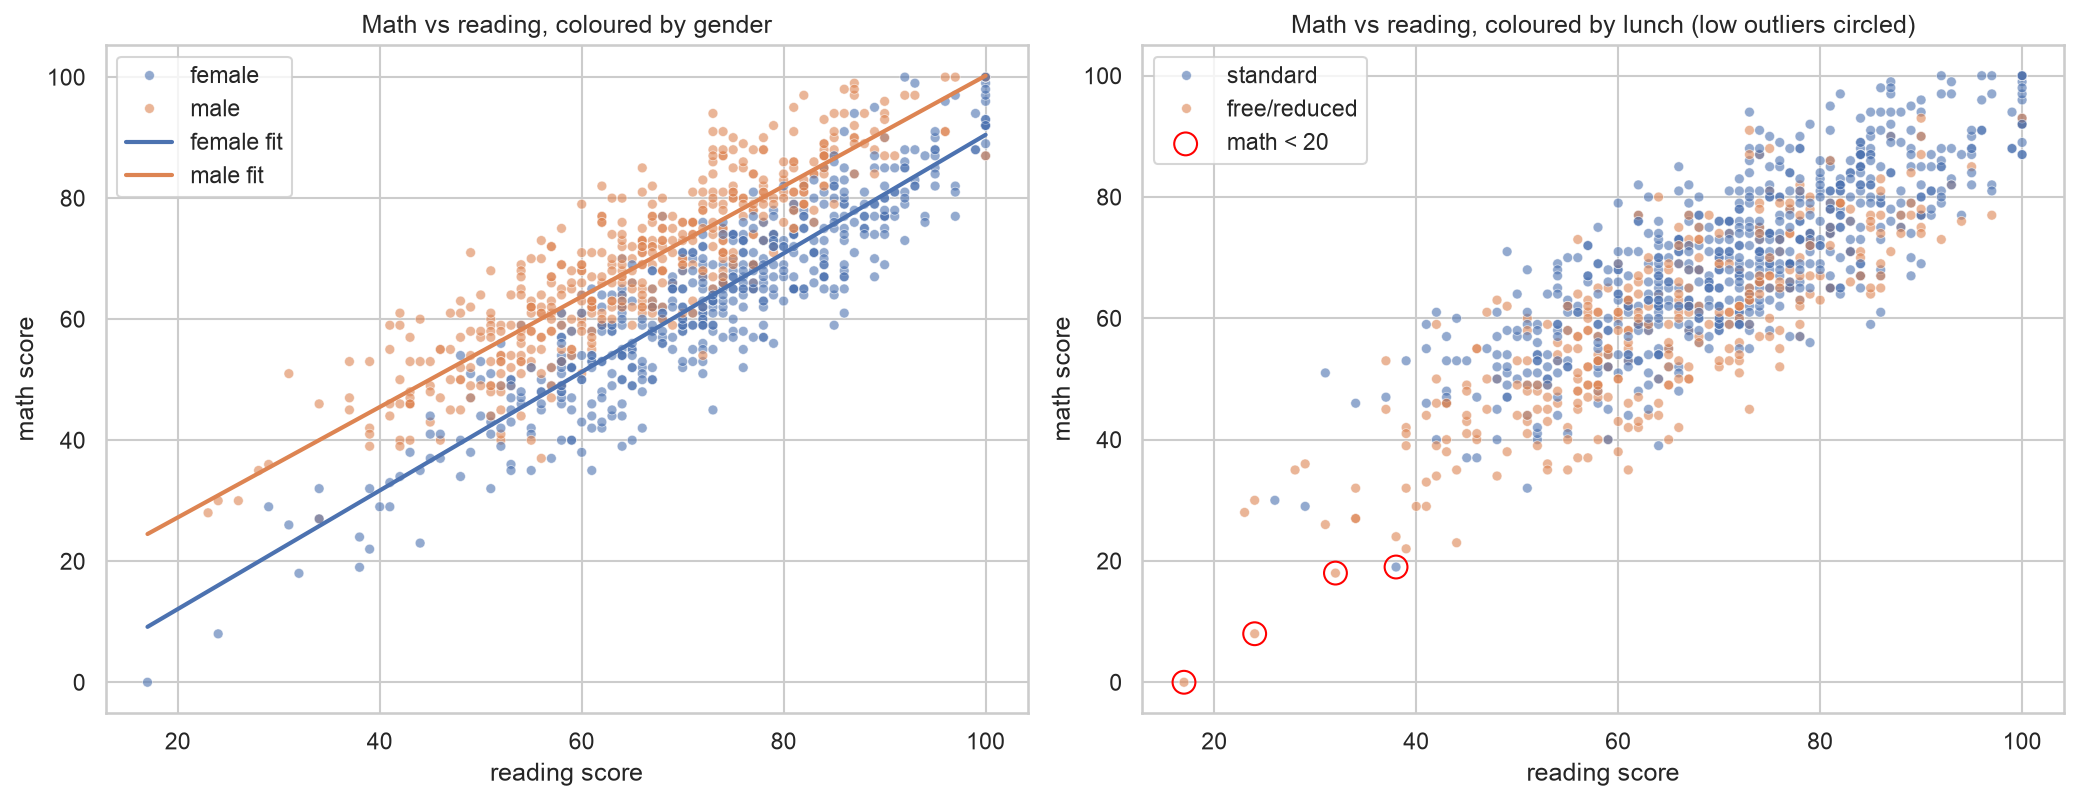 Math vs reading, coloured by gender
female
male
female fit
male fit
100
80
60
40
20
0
math score
20 40 60 80 100
reading score
Math vs reading, coloured by lunch (low outliers circled)
standard
free/reduced
math < 20
100
80
60
40
20
0
math score
20 40 60 80 100
reading score